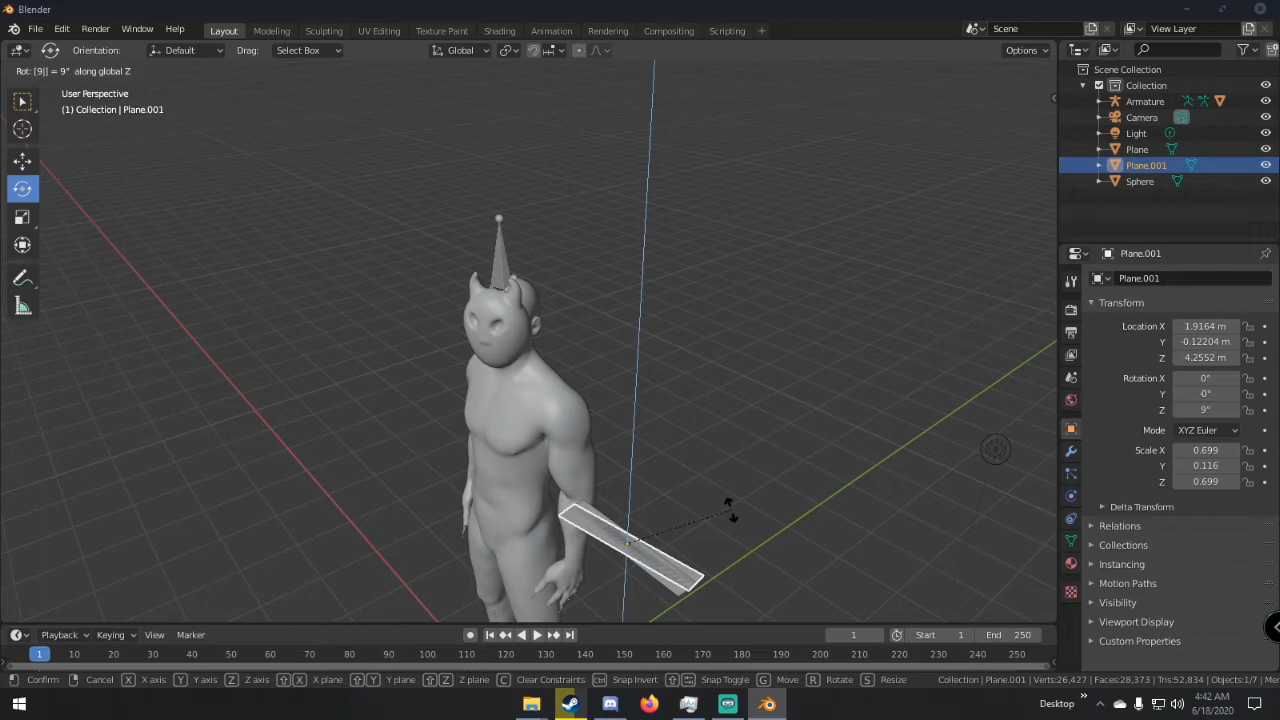 Blender
File Edit Render Window Help Layout Modeling Sculpting UV Editing Texture Paint Shading Animation Rendering Compositing Scripting + Scene View Layer
Orientation: Default Drag: Select Box Global Options
Rot: [9|] = 9° along global Z
User Perspective
(1) Collection | Plane.001
Scene Collection
Collection
Armature
Camera
Light
Plane
Plane.001
Sphere
Plane.001
Plane.001
Transform
Location X 1.9164 m
Y -0.12204 m
Z 4.2552 m
Rotation X 0°
Y -0°
Z 9°
Mode XYZ Euler
Scale X 0.699
Y 0.116
Z 0.699
Delta Transform
Relations
Collections
Instancing
Motion Paths
Visibility
Viewport Display
Custom Properties
Playback Keying View Marker 1 Start 1 End 250
1 10 20 30 40 50 60 70 80 90 100 110 120 130 140 150 160 170 180 190 200 210 220 230 240 250
Confirm Cancel X X axis Y Y axis Z Z axis X X plane Y Y plane Z Z plane C Clear Constraints Ctrl Snap Invert Snap Toggle G Move R Rotate S Resize Collection | Plane.001 | Verts:26,427 | Faces:28,373 | Tris:52,834 | Objects:1/7 | Mer
Desktop 4:42 AM
6/18/2020